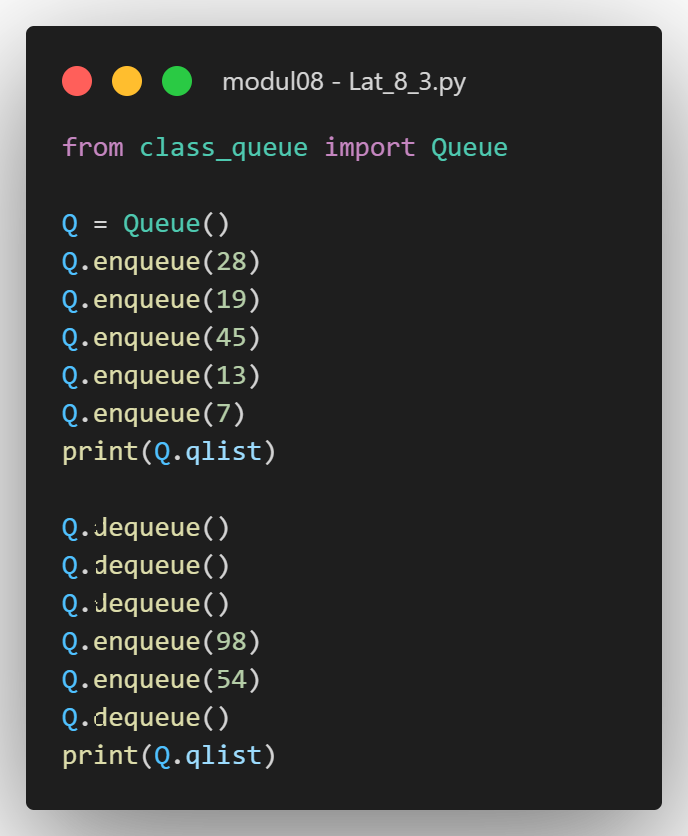 modul08 - Lat_8_3.py
from class_queue import Queue
Q = Queue()
Q.enqueue(28)
Q.enqueue(19)
Q.enqueue(45)
Q.enqueue(13)
Q.enqueue(7)
print(Q.qlist)
Q.dequeue()
Q.dequeue()
Q.dequeue()
Q.enqueue(98)
Q.enqueue(54)
Q.dequeue()
print(Q.qlist)